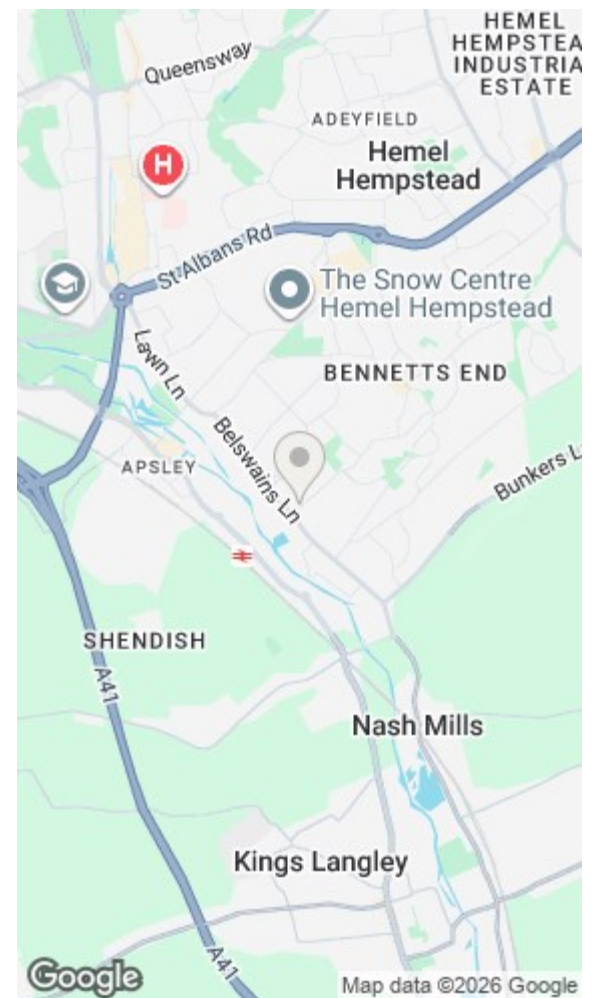 HEMEL
HEMPSTEA
INDUSTRIA
ESTATE
Queensway
ADEYFIELD
H
Hemel
Hempstead
St Albans Rd
The Snow Centre
Hemel Hempstead
Lawn Ln
BENNETTS END
Belswains Ln
APSLEY
Bunkers L
SHENDISH
A41
Nash Mills
Kings Langley
A41
Google
Map data ©2026 Google